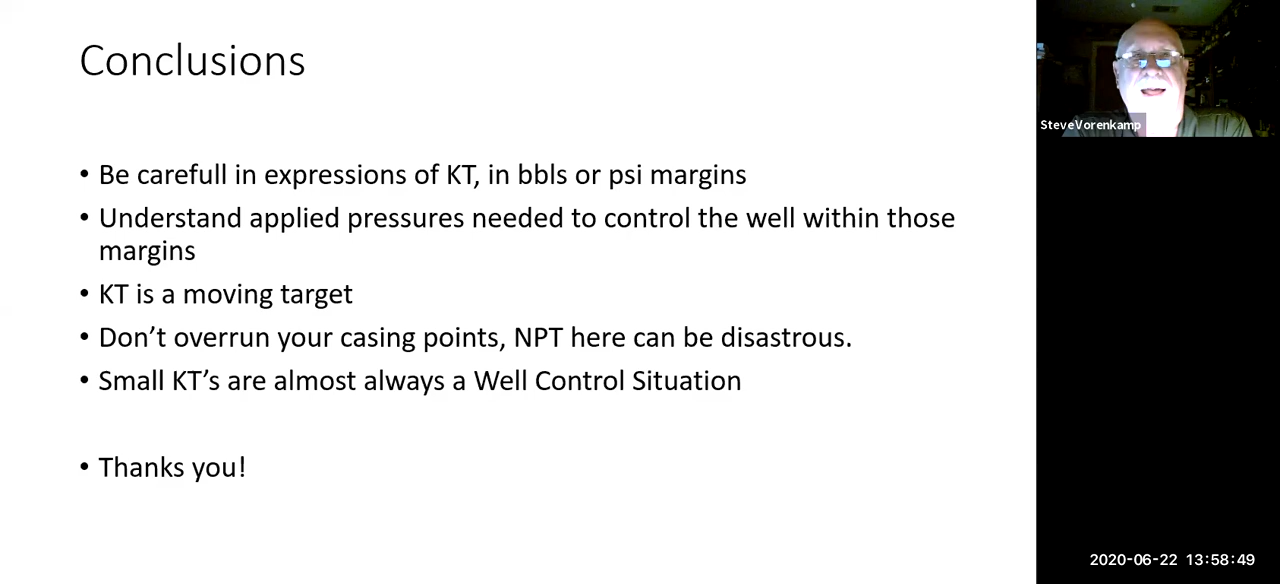 Conclusions
SteveVorenkamp
• Be carefull in expressions of KT, in bbls or psi margins
• Understand applied pressures needed to control the well within those
margins
• KT is a moving target
• Don’t overrun your casing points, NPT here can be disastrous.
• Small KT’s are almost always a Well Control Situation
• Thanks you!
2020-06-22 13:58:49